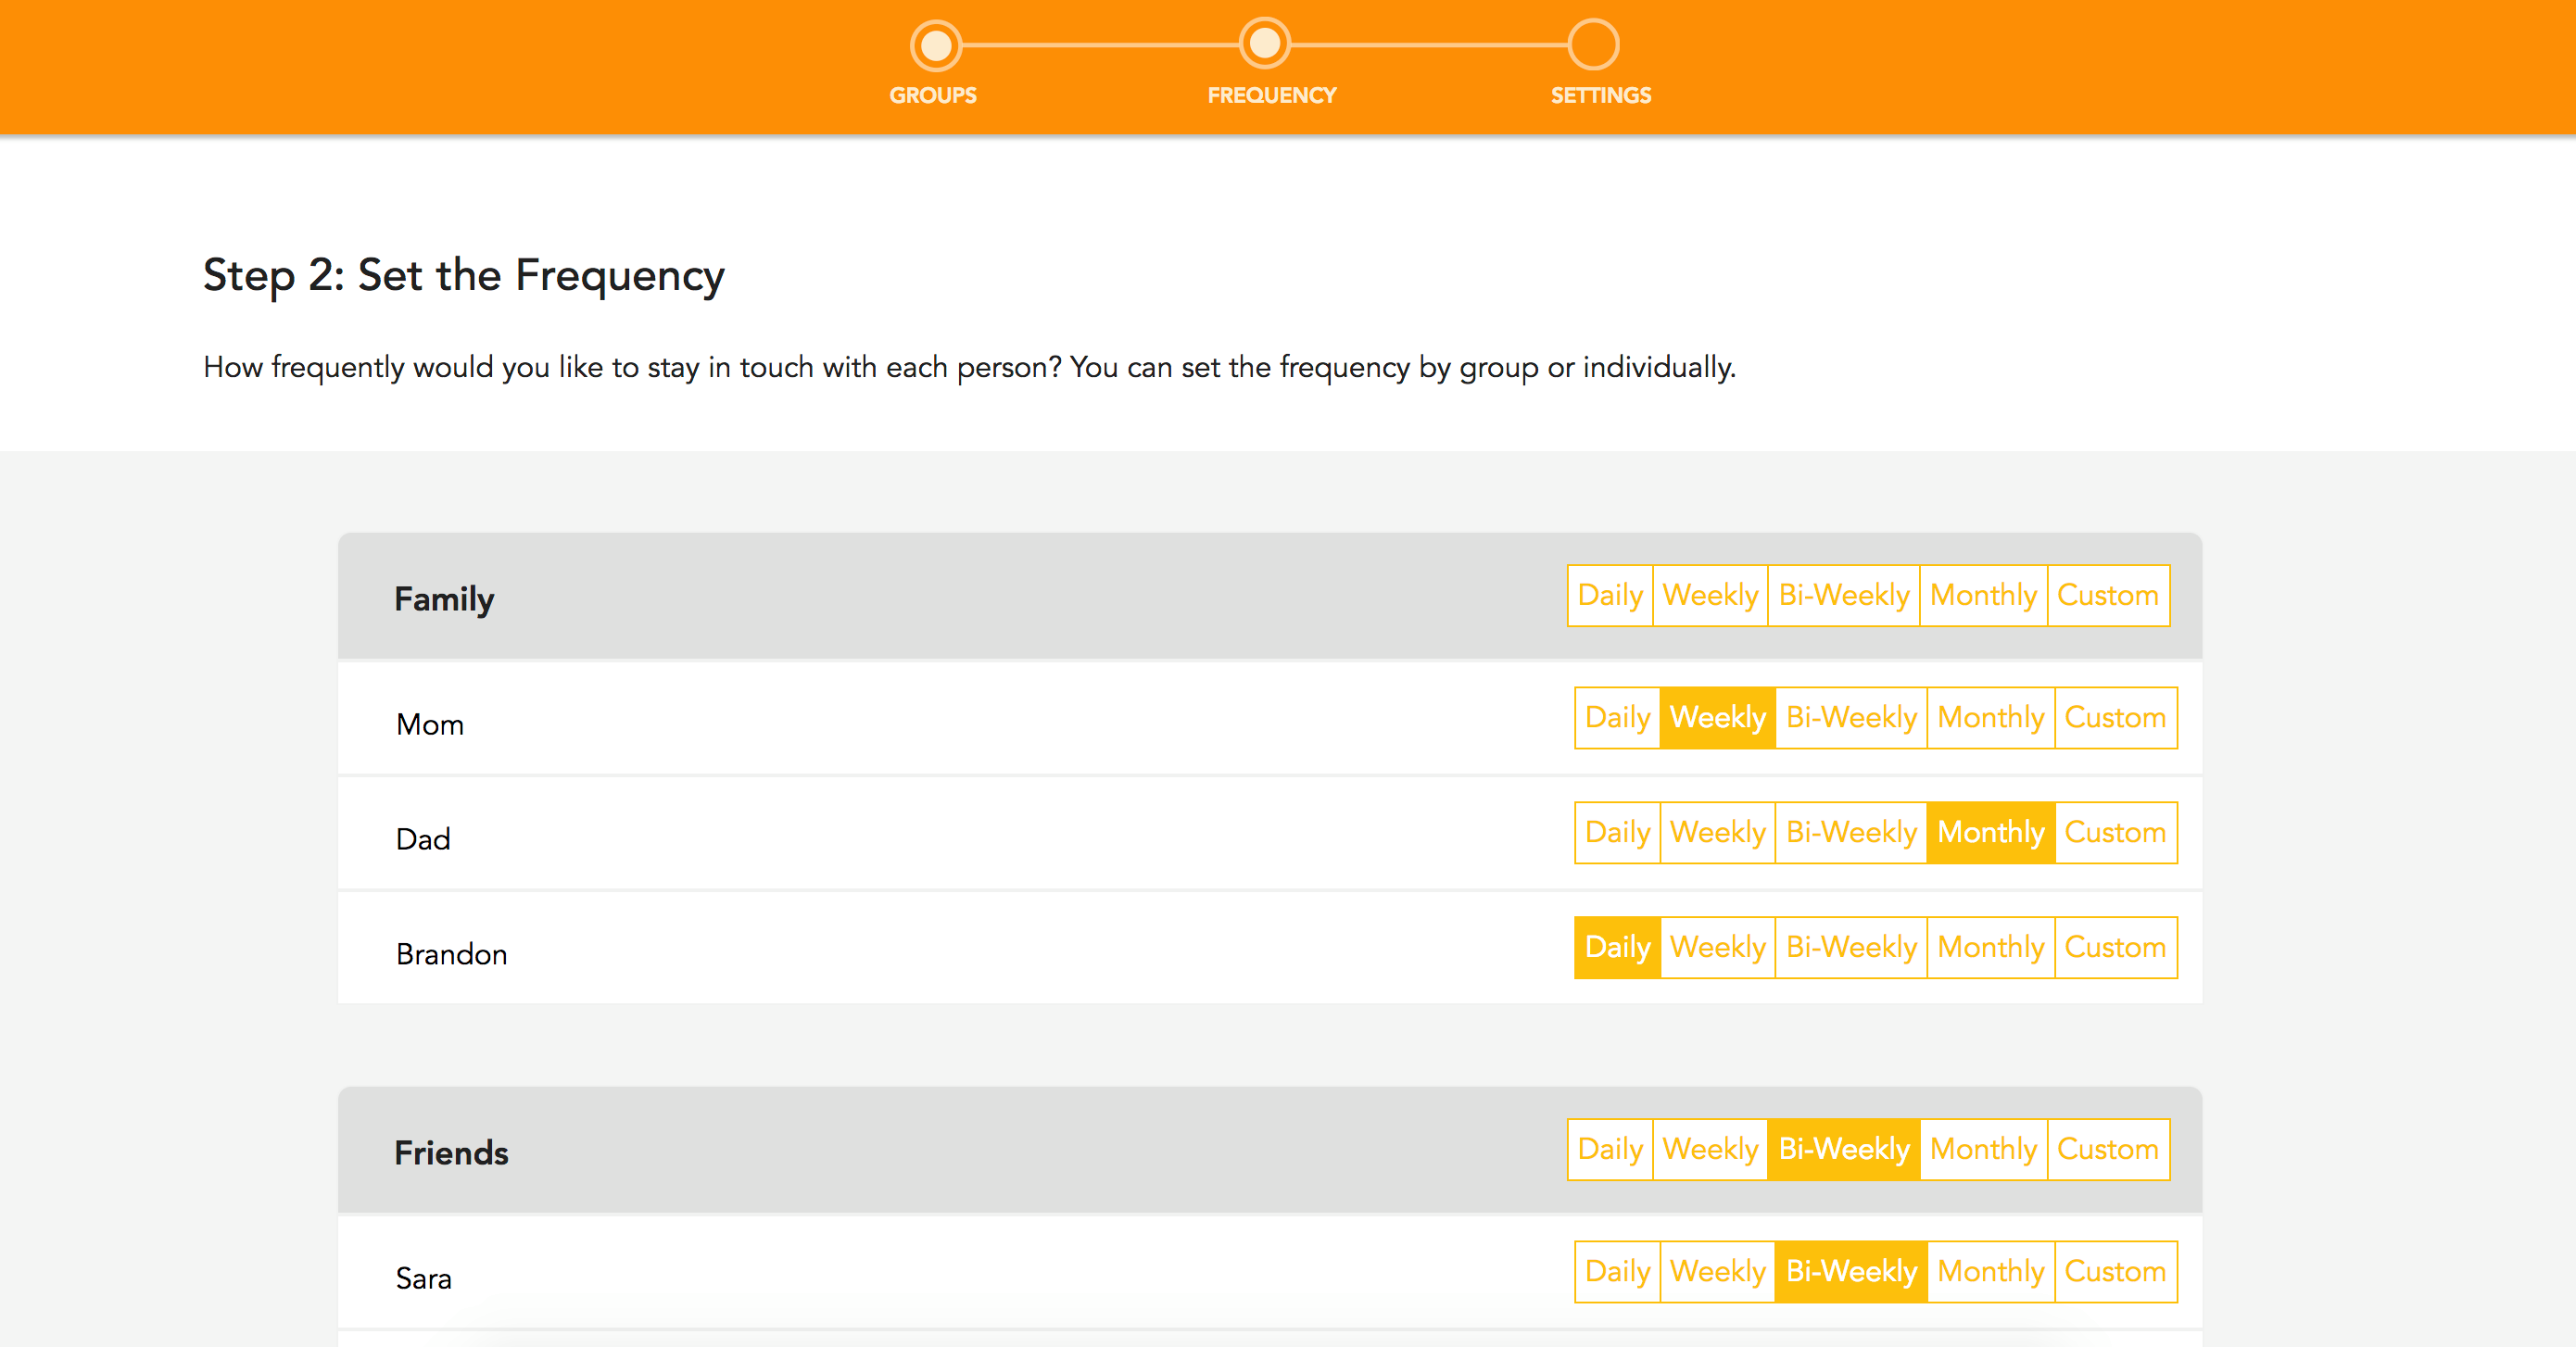 GROUPS FREQUENCY SETTINGS
Step 2: Set the Frequency
How frequently would you like to stay in touch with each person? You can set the frequency by group or individually.
Family Daily Weekly Bi-Weekly Monthly Custom
Mom Daily Weekly Bi-Weekly Monthly Custom
Dad Daily Weekly Bi-Weekly Monthly Custom
Brandon Daily Weekly Bi-Weekly Monthly Custom
Friends Daily Weekly Bi-Weekly Monthly Custom
Sara Daily Weekly Bi-Weekly Monthly Custom